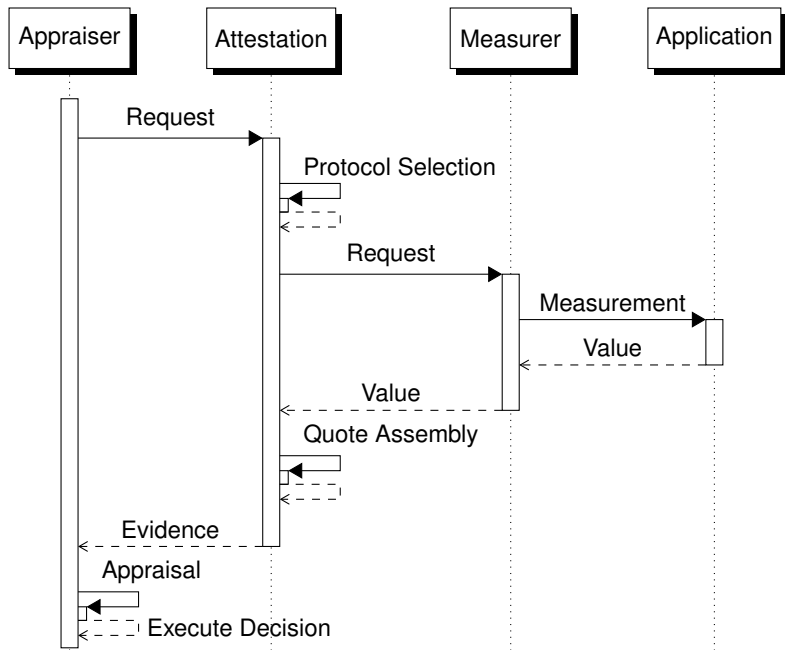 Appraiser
Attestation
Measurer
Application
Request
Protocol Selection
Request
Measurement
Value
Value
Quote Assembly
Evidence
Appraisal
Execute Decision